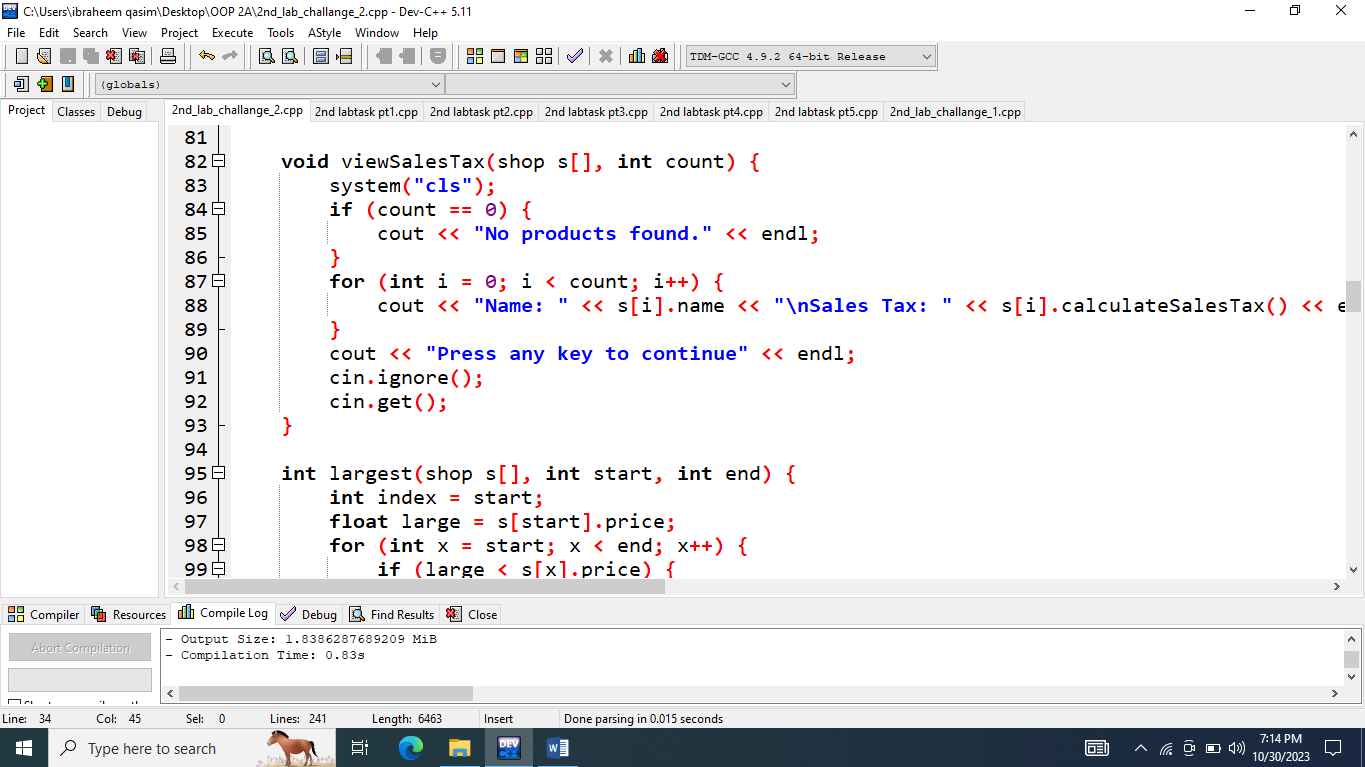 C:\Users\ibraheem qasim\Desktop\OOP 2A\2nd_lab_challange_2.cpp - Dev-C++ 5.11
File Edit Search View Project Execute Tools AStyle Window Help
TDM-GCC 4.9.2 64-bit Release
(globals)
Project Classes Debug 2nd_lab_challange_2.cpp 2nd labtask pt1.cpp 2nd labtask pt2.cpp 2nd labtask pt3.cpp 2nd labtask pt4.cpp 2nd labtask pt5.cpp 2nd_lab_challange_1.cpp
81
82 void viewSalesTax(shop s[], int count) {
83 system("cls");
84 if (count == 0) {
85 cout << "No products found." << endl;
86 }
87 for (int i = 0; i < count; i++) {
88 cout << "Name: " << s[i].name << "\nSales Tax: " << s[i].calculateSalesTax() << e
89 }
90 cout << "Press any key to continue" << endl;
91 cin.ignore();
92 cin.get();
93 }
94
95 int largest(shop s[], int start, int end) {
96 int index = start;
97 float large = s[start].price;
98 for (int x = start; x < end; x++) {
99 if (large < s[x].price) {
Compiler Resources Compile Log Debug Find Results Close
Abort Compilation
- Output Size: 1.8386287689209 MiB
- Compilation Time: 0.83s
Line: 34 Col: 45 Sel: 0 Lines: 241 Length: 6463 Insert Done parsing in 0.015 seconds
Type here to search
DEV
7:14 PM
10/30/2023